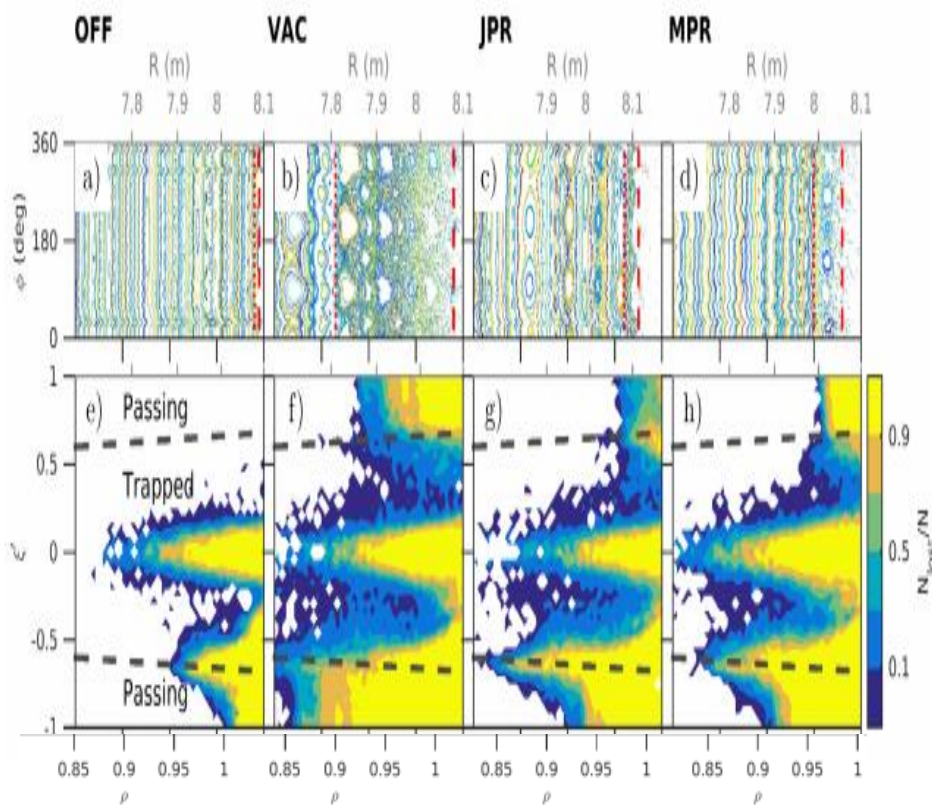 OFF VAC JPR MPR
R (m) R (m) R (m) R (m)
7.8 7.9 8 8.1 7.8 7.9 8 7.9 8 8.1 7.8 7.9 8 8.1
360 a) b) c) d)
180
0
φ (deg)
1 e) f) g) h)
Passing
0.5
Trapped
0
-0.5
Passing
-1
ξ
0.9
0.5
0.1
0.85 0.9 0.95 1 0.85 0.9 0.95 1 0.85 0.9 0.95 1 0.85 0.9 0.95 1
ρ ρ ρ ρ